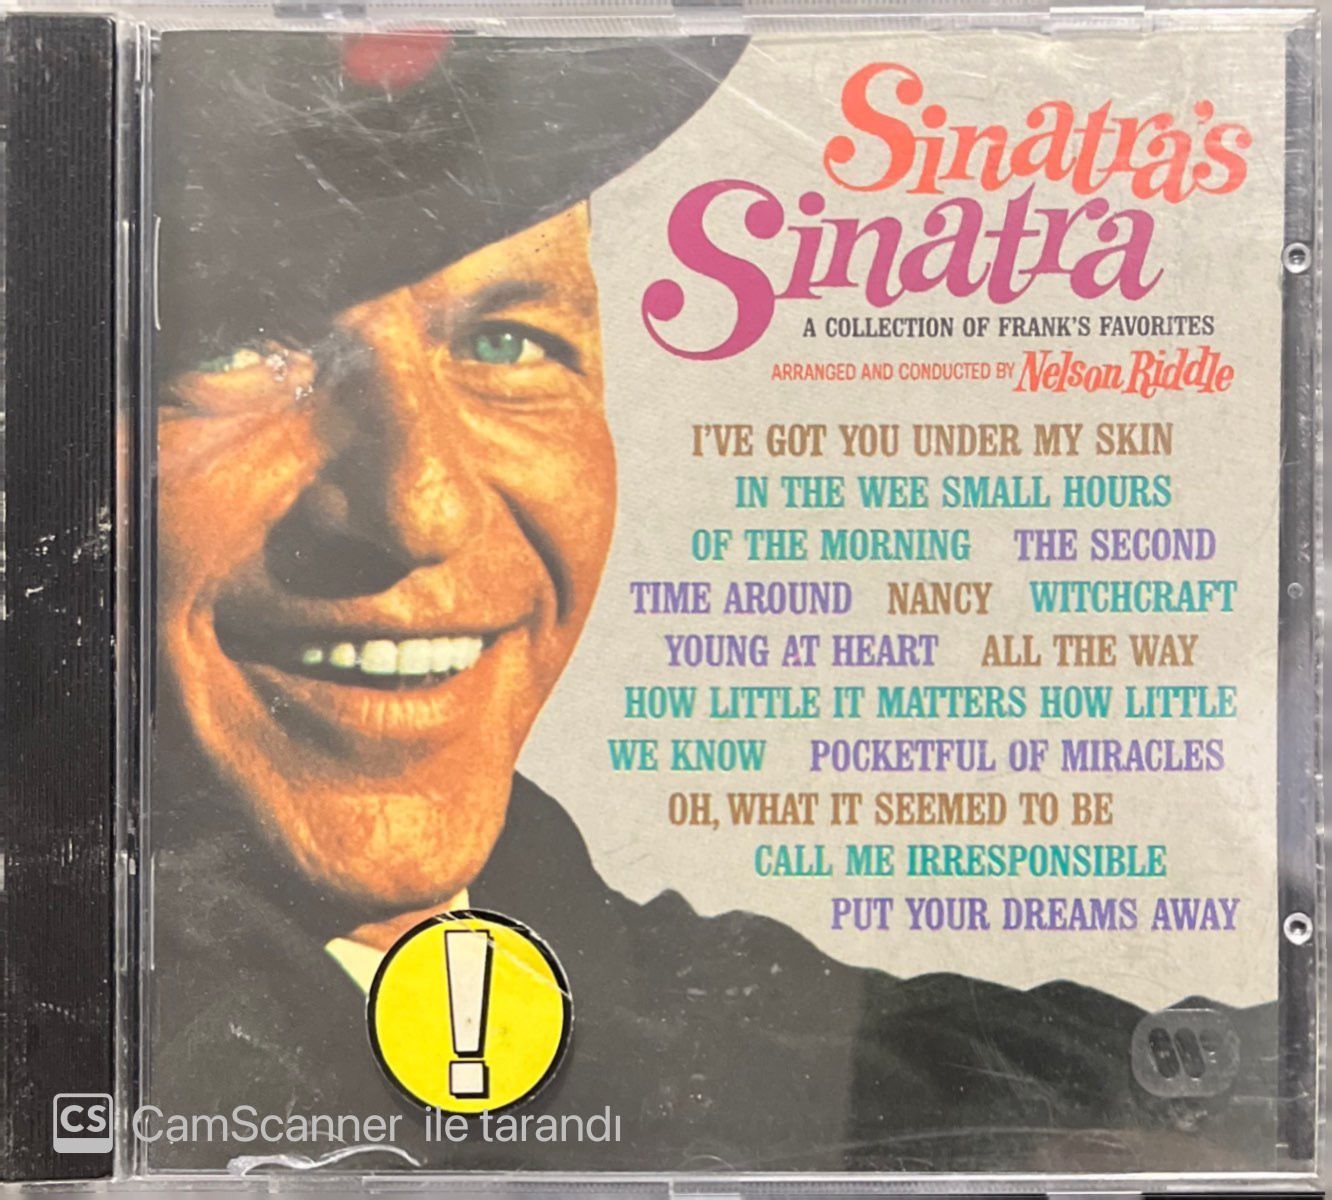 Sinatra's
Sinatra
A COLLECTION OF FRANK'S FAVORITES
ARRANGED AND CONDUCTED BY Nelson Riddle
I'VE GOT YOU UNDER MY SKIN
IN THE WEE SMALL HOURS
OF THE MORNING THE SECOND
TIME AROUND NANCY WITCHCRAFT
YOUNG AT HEART ALL THE WAY
HOW LITTLE IT MATTERS HOW LITTLE
WE KNOW POCKETFUL OF MIRACLES
OH, WHAT IT SEEMED TO BE
CALL ME IRRESPONSIBLE
PUT YOUR DREAMS AWAY
!
CS CamScanner ile tarandı